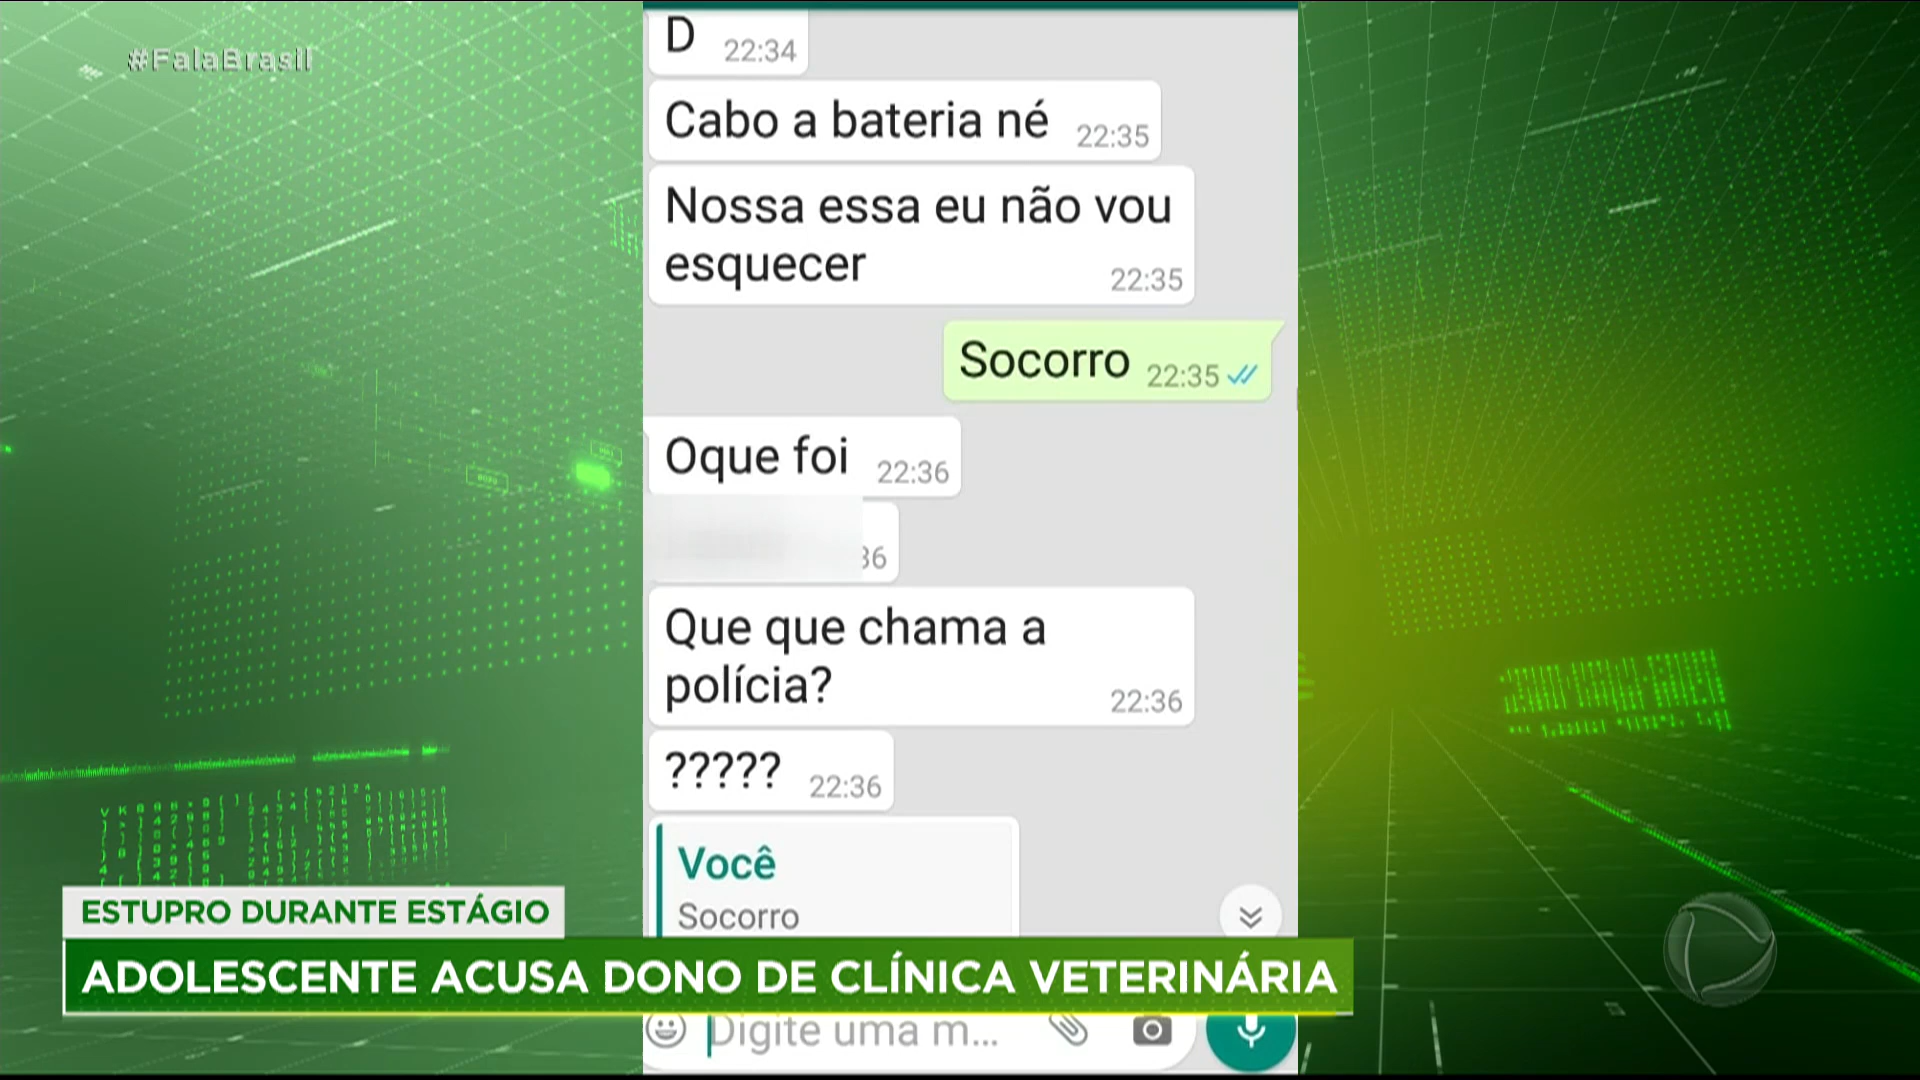 #FalaBrasil
D 22:34
Cabo a bateria né 22:35
Nossa essa eu não vou
esquecer 22:35
Socorro 22:35
Oque foi 22:36
36
Que que chama a
polícia? 22:36
????? 22:36
Você
Socorro
ESTUPRO DURANTE ESTÁGIO
ADOLESCENTE ACUSA DONO DE CLÍNICA VETERINÁRIA
Digite uma m...